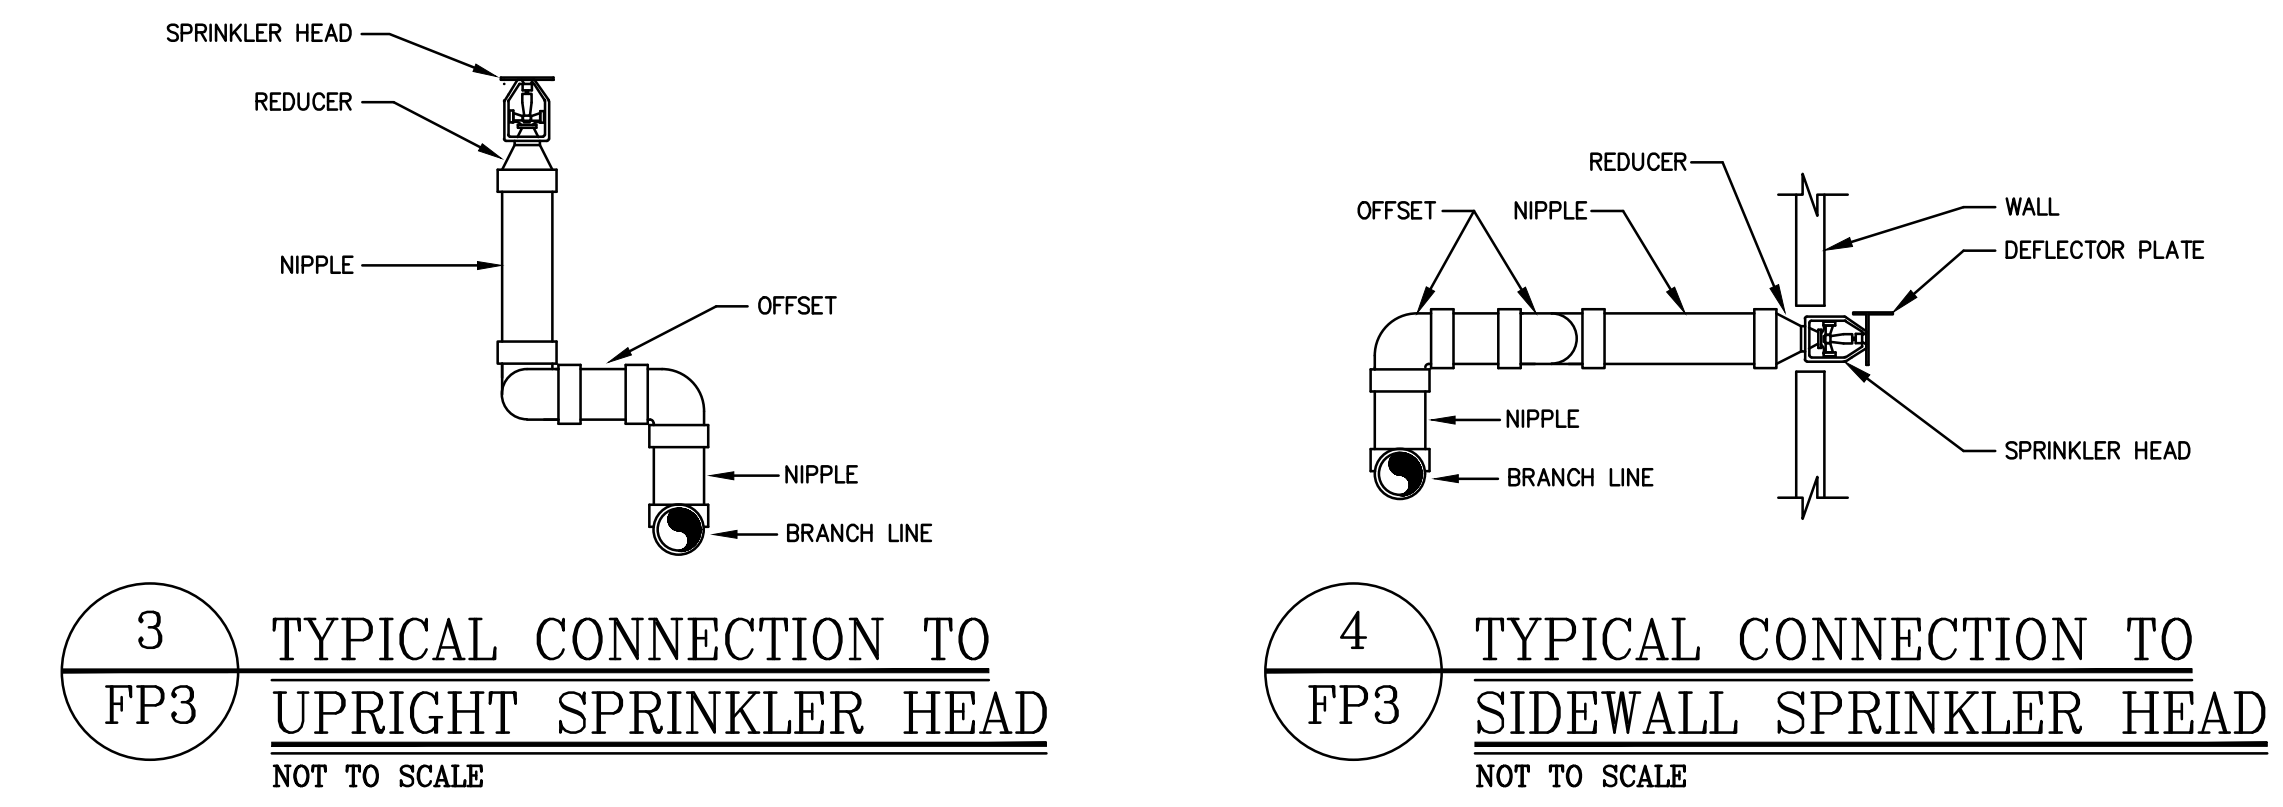 SPRINKLER HEAD
REDUCER
NIPPLE
OFFSET
NIPPLE
BRANCH LINE
3
FP3
TYPICAL CONNECTION TO
UPRIGHT SPRINKLER HEAD
NOT TO SCALE
REDUCER
OFFSET
NIPPLE
WALL
DEFLECTOR PLATE
NIPPLE
SPRINKLER HEAD
BRANCH LINE
4
FP3
TYPICAL CONNECTION TO
SIDEWALL SPRINKLER HEAD
NOT TO SCALE